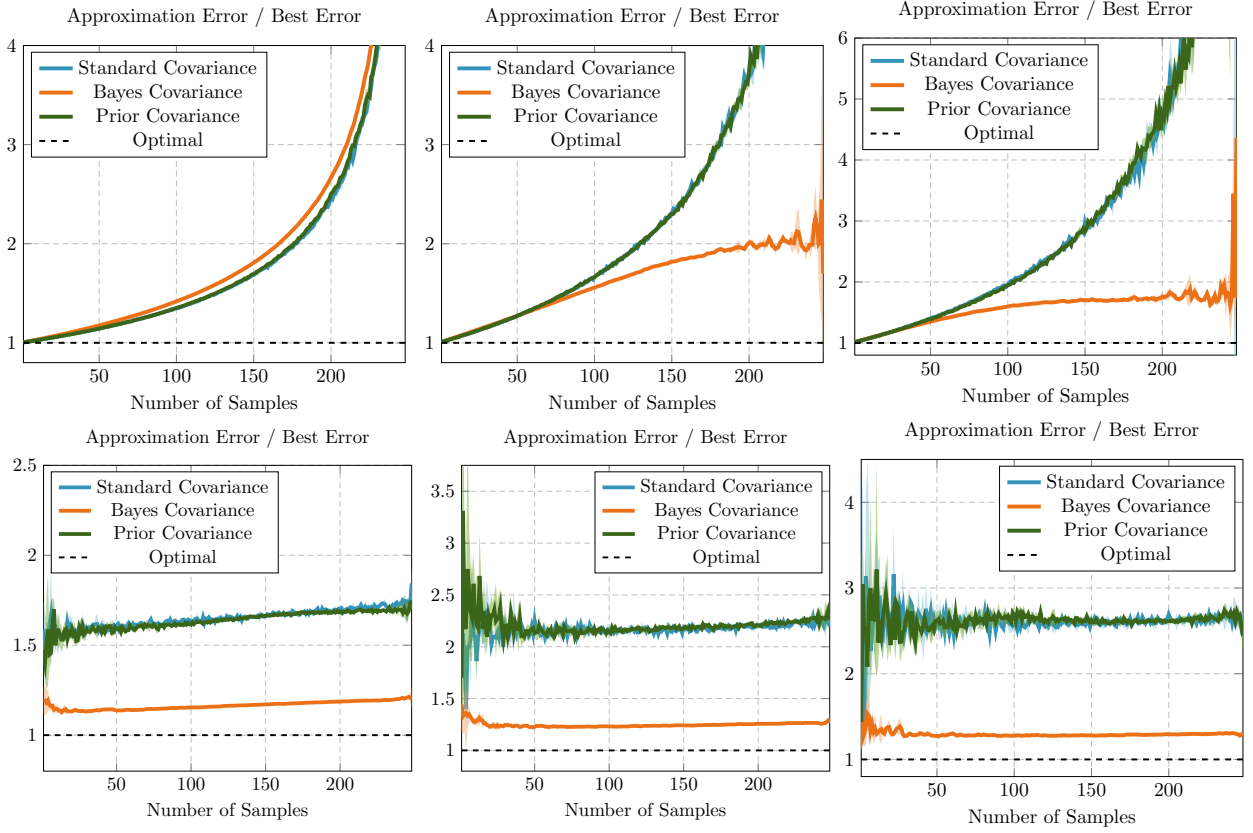 Approximation Error / Best Error
4
3
2
1
Standard Covariance
Bayes Covariance
Prior Covariance
Optimal
50
100
150
200
Number of Samples
Approximation Error / Best Error
4
3
2
1
Standard Covariance
Bayes Covariance
Prior Covariance
Optimal
50
100
150
200
Number of Samples
Approximation Error / Best Error
6
5
4
3
2
1
Standard Covariance
Bayes Covariance
Prior Covariance
Optimal
50
100
150
200
Number of Samples
Approximation Error / Best Error
2.5
2
1.5
1
Standard Covariance
Bayes Covariance
Prior Covariance
Optimal
50
100
150
200
Number of Samples
Approximation Error / Best Error
3.5
3
2.5
2
1.5
1
Standard Covariance
Bayes Covariance
Prior Covariance
Optimal
50
100
150
200
Number of Samples
Approximation Error / Best Error
4
3
2
1
Standard Covariance
Bayes Covariance
Prior Covariance
Optimal
50
100
150
200
Number of Samples